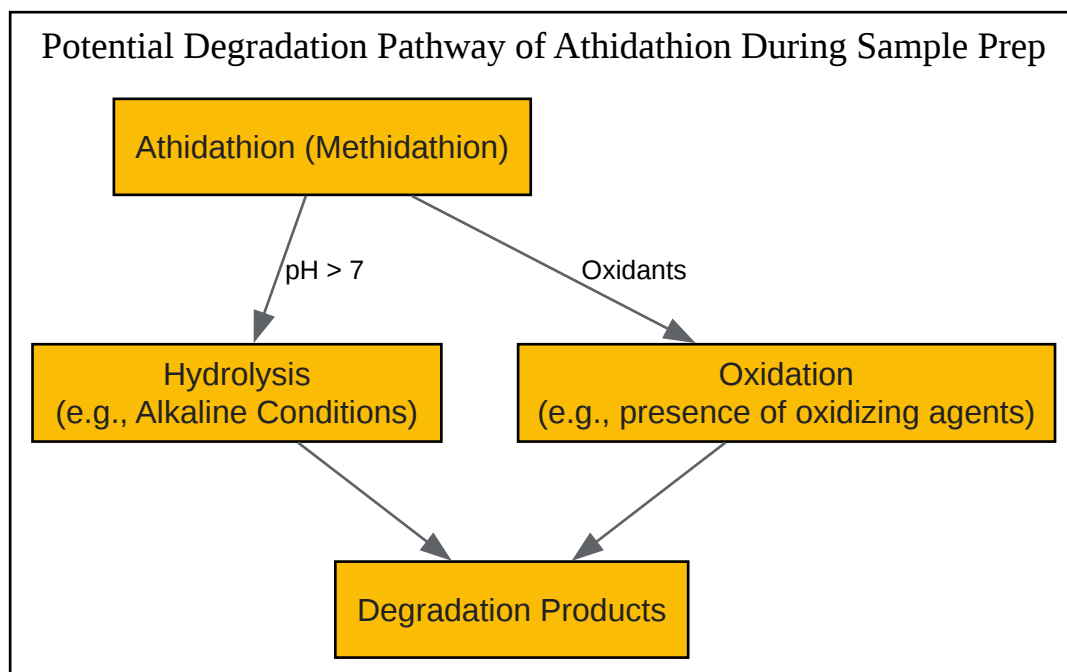 Potential Degradation Pathway of Athidathion During Sample Prep
Athidathion (Methidathion)
pH > 7
Oxidants
Hydrolysis
(e.g., Alkaline Conditions)
Oxidation
(e.g., presence of oxidizing agents)
Degradation Products